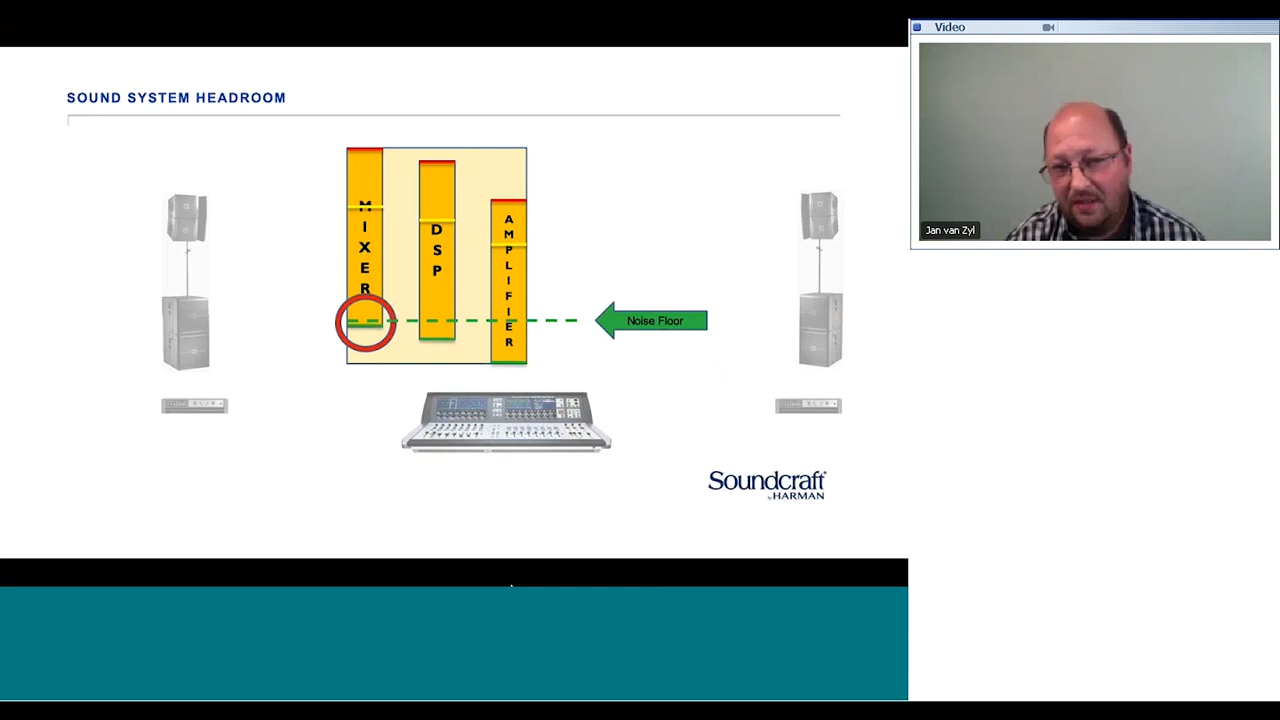 SOUND SYSTEM HEADROOM
MIXER
DSP
AMPLIFIER
Noise Floor
Soundcraft
by HARMAN
Video
Jan van Zyl